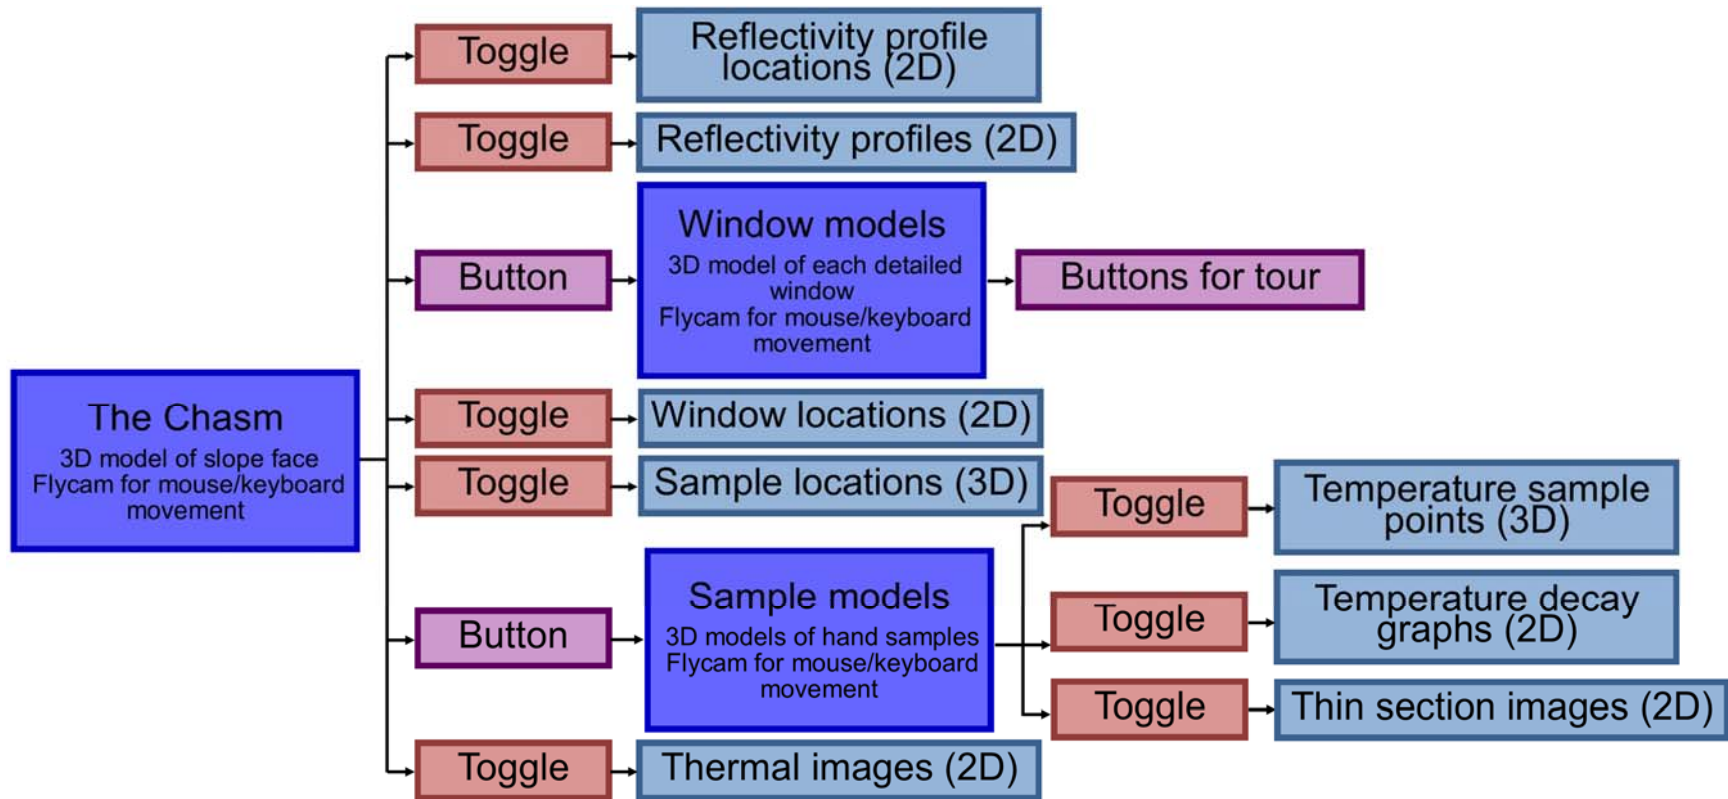 Toggle
Reflectivity profile
locations (2D)
Toggle
Reflectivity profiles (2D)
Button
Window models
3D model of each detailed
window
Flycam for mouse/keyboard
movement
Buttons for tour
The Chasm
3D model of slope face
Flycam for mouse/keyboard
movement
Toggle
Window locations (2D)
Toggle
Sample locations (3D)
Button
Sample models
3D models of hand samples
Flycam for mouse/keyboard
movement
Toggle
Temperature sample
points (3D)
Toggle
Temperature decay
graphs (2D)
Toggle
Thin section images (2D)
Toggle
Thermal images (2D)